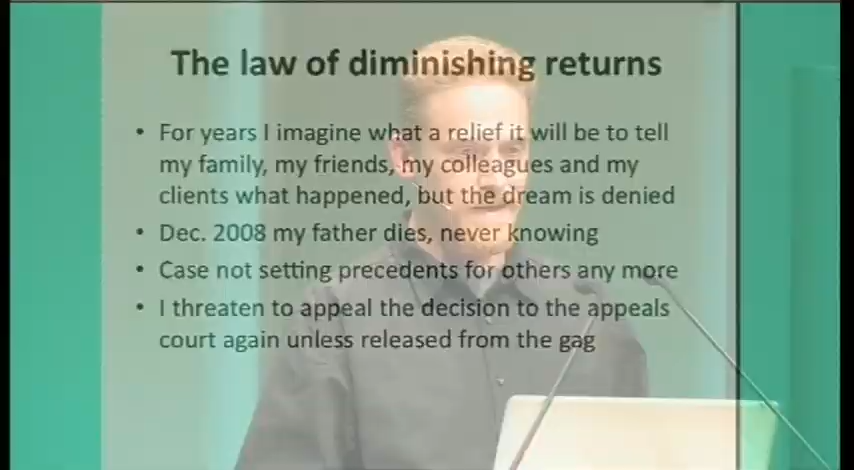 The law of diminishing returns
• For years I imagine what a relief it will be to tell
my family, my friends, my colleagues and my
clients what happened, but the dream is denied
• Dec. 2008 my father dies, never knowing
• Case not setting precedents for others any more
• I threaten to appeal the decision to the appeals
court again unless released from the gag